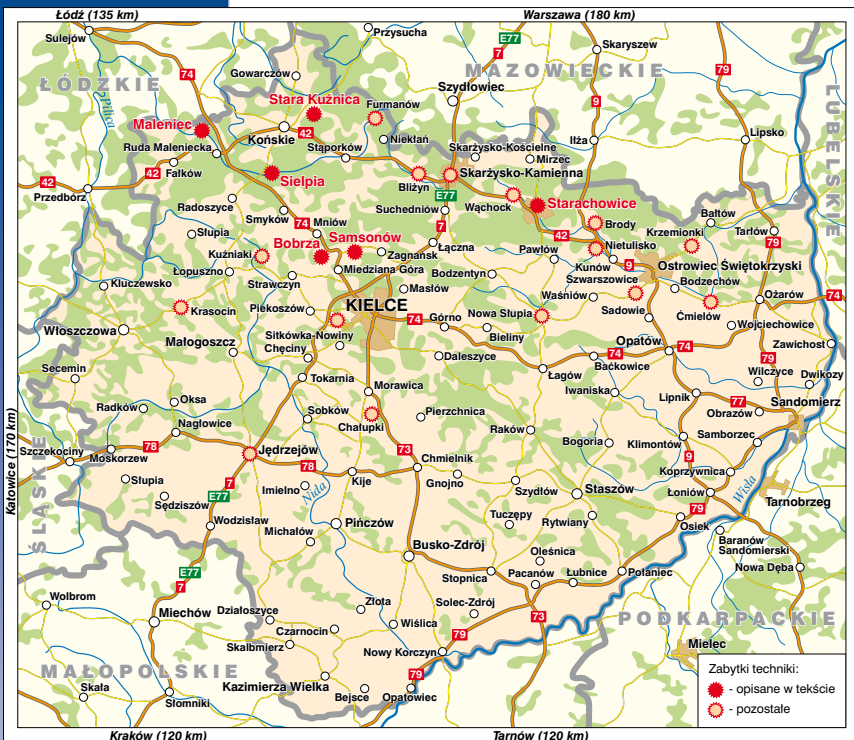 Łódź (135 km)
Warszawa (180 km)
Sulejów
Przysucha
E77
7
Skaryszew
79
74
Gowarczów
MAZOWIECKIE
ŁÓDZKIE
Pilica
Stara Kuźnica
Furmanów
Szydłowiec
9
LUBELSKIE
Maleniec
Końskie
42
Niekłań
Iłża
Lipsko
Ruda Maleniecka
Stąporków
Skarżysko-Kościelne
Mirzec
Fałków
42
42
Sielpia
Bliżyn
Skarżysko-Kamienna
Przedbórz
E77
Wąchock
Starachowice
Radoszyce
Suchedniów
Smyków
74
Mniów
7
Brody
Bałtów
Krzemionki
Tarłów
Słupia
Bobrza
Samsonów
Łączna
42
Pawłów
Nietulisko
79
Kuźniaki
Zagnańsk
Kunów
9
Ostrowiec Świętokrzyski
Łopuszno
Miedziana Góra
Bodzentyn
Szwarszowice
Bodzechów
Kluczewsko
Strawczyn
Masłów
Waśniów
Ożarów
74
Krasocin
Piekoszów
KIELCE
74
Górno
Nowa Słupia
Sadowie
Ćmielów
Wojciechowice
Włoszczowa
Sitkówka-Nowiny
Bieliny
Zawichost
Małogoszcz
Chęciny
Opatów
74
79
Daleszyce
74
Baćkowice
Secemin
Łagów
Wilczyce
Dwikozy
Tokarnia
Morawica
Iwaniska
Lipnik
77
Sandomierz
Radków
Oksa
Sobków
Pierzchnica
Obrazów
Chałupki
Nagłowice
Raków
Samborzec
Katowice (170 km)
Szczekociny
78
Jędrzejów
Bogoria
Klimontów
Moskorzew
73
9
ŚLĄSKIE
7
78
Chmielnik
Koprzywnica
Słupia
E77
Imielno
Kije
Gnojno
Szydłów
Staszów
Łoniów
Wisła
Tarnobrzeg
Sędziszów
Nida
79
Wodzisław
Pińczów
Tuczępy
Rytwiany
Osiek
Michałów
Baranów
Sandomierski
Busko-Zdrój
Oleśnica
E77
Nowa Dęba
7
Stopnica
Pacanów
Łubnice
Połaniec
Wolbrom
Złota
Solec-Zdrój
Miechów
Działoszyce
73
PODKARPACKIE
Czarnocin
Wiślica
79
Skalbmierz
Mielec
Nowy Korczyn
MAŁOPOLSKIE
79
Kazimierza Wielka
Skała
Bejsce
Opatowiec
Słomniki
Zabytki techniki:
- opisane w tekście
- pozostałe
Kraków (120 km)
Tarnów (120 km)